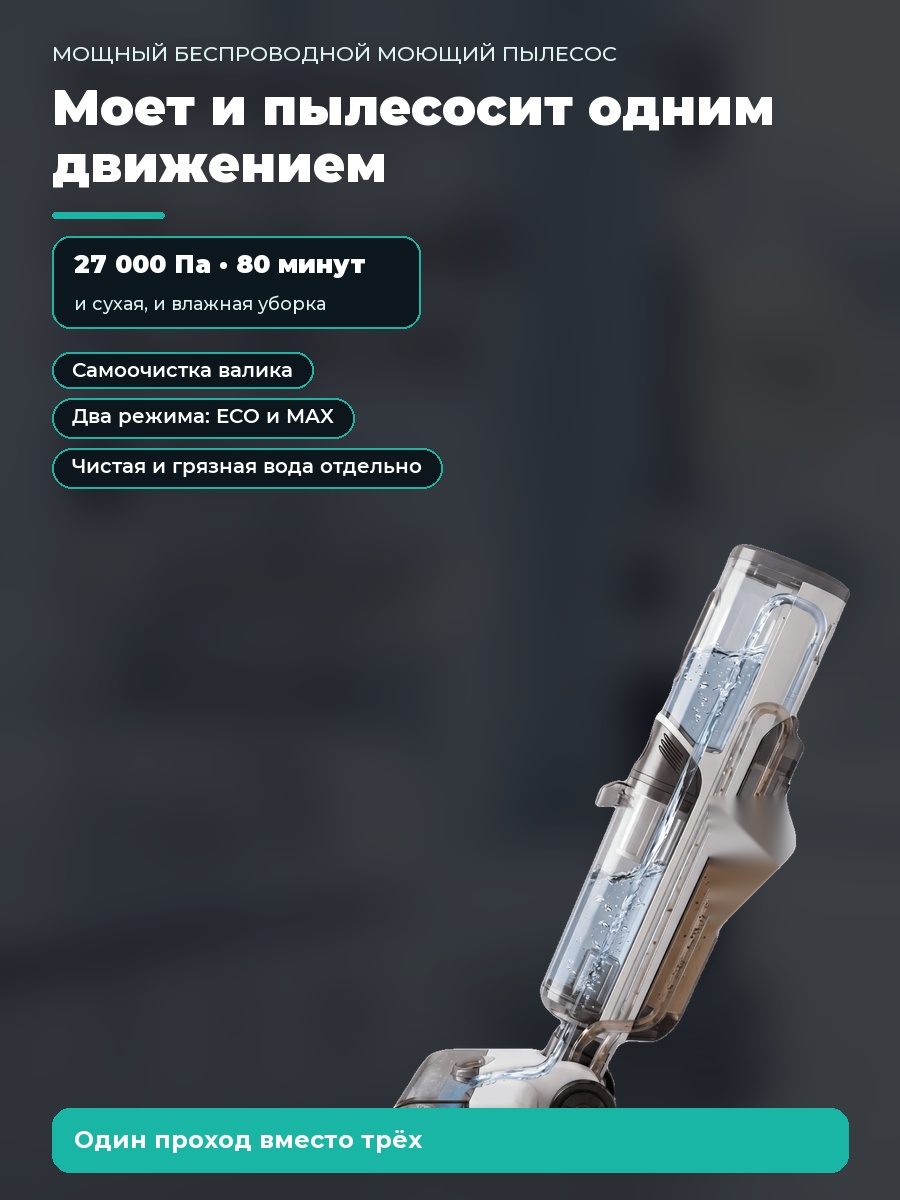 МОЩНЫЙ БЕСПРОВОДНОЙ МОЮЩИЙ ПЫЛЕСОС
Моет и пылесосит одним
движением
27 000 Па • 80 минут
и сухая, и влажная уборка
Самоочистка валика
Два режима: ECO и MAX
Чистая и грязная вода отдельно
Один проход вместо трёх